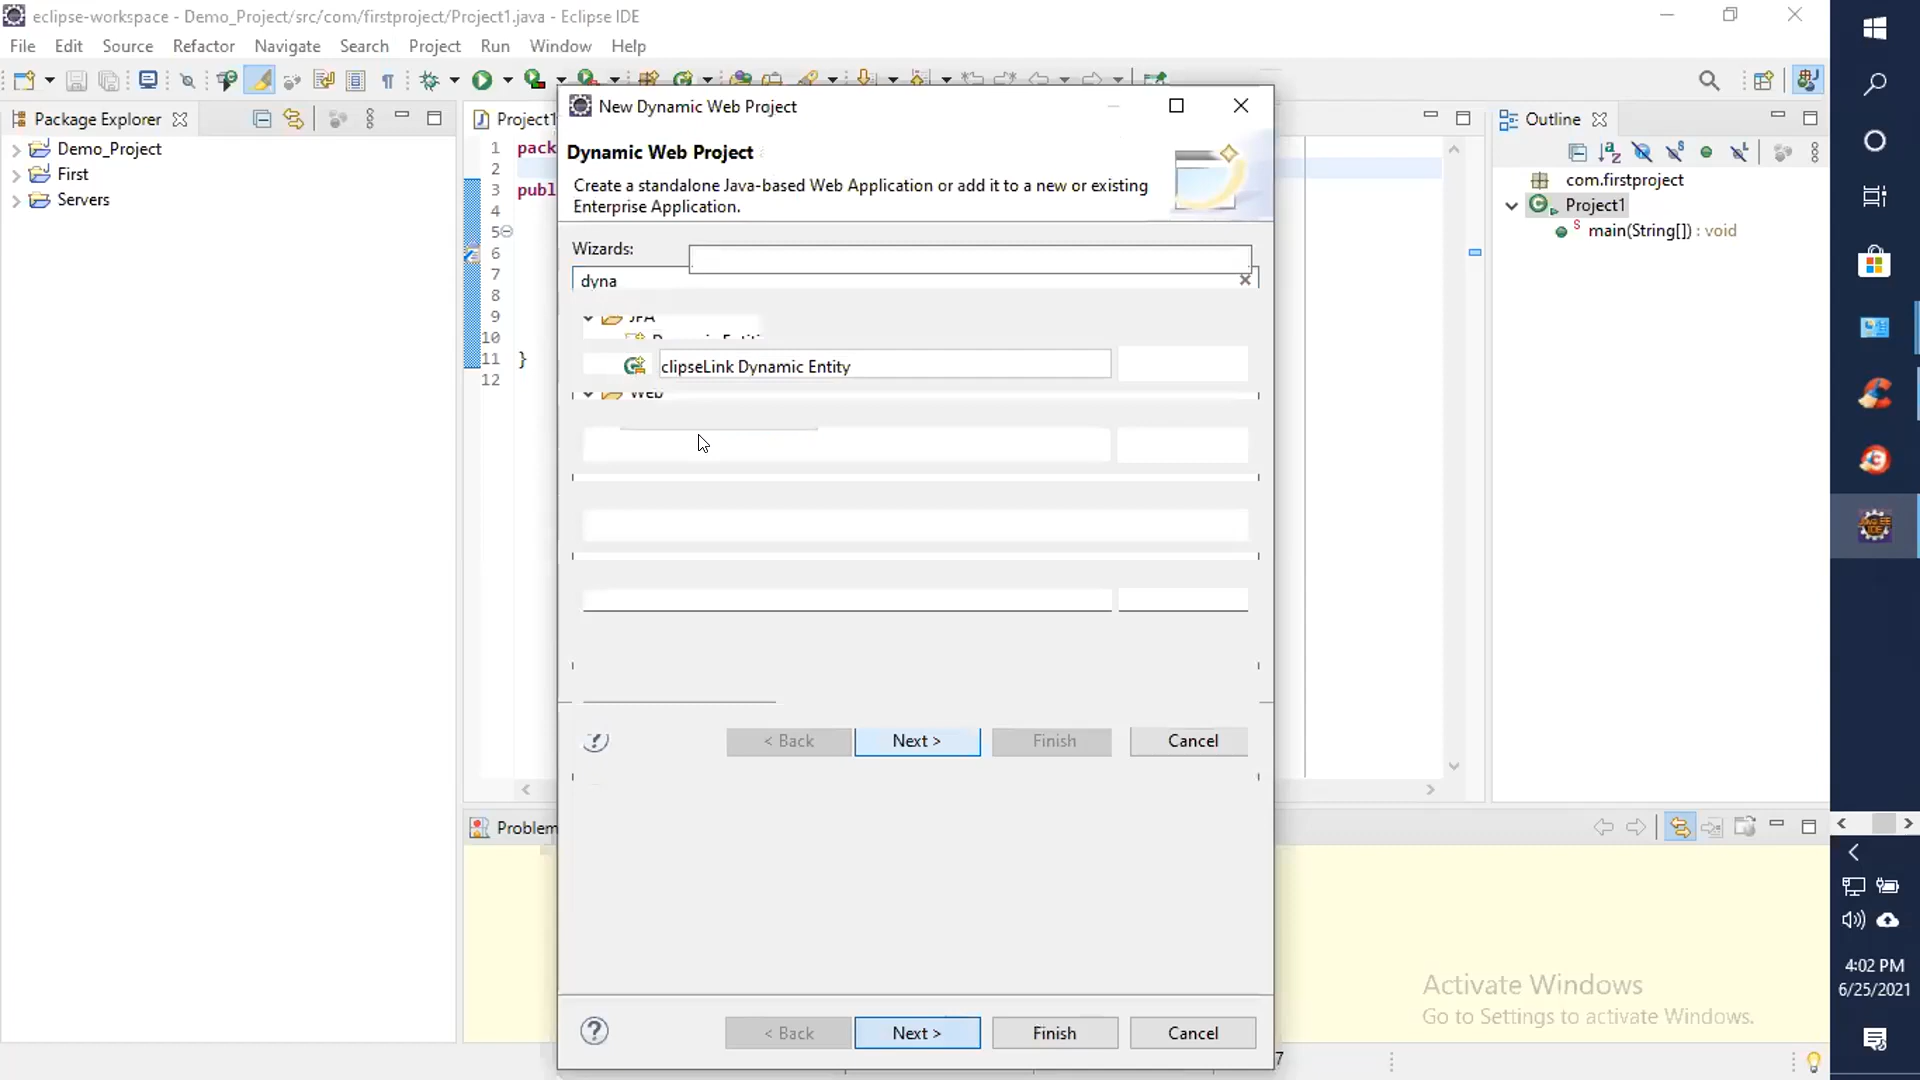 eclipse-workspace - Demo_Project/src/com/firstproject/Project1.java - Eclipse IDE
File Edit Source Refactor Navigate Search Project Run Window Help
Package Explorer
Demo_Project
First
Servers
Project1
1 pack
2
3 publ
4
5
6
7
8
9
10
11 }
12
New Dynamic Web Project
Dynamic Web Project
Create a standalone Java-based Web Application or add it to a new or existing
Enterprise Application.
Wizards:
dyna
JPA
clipseLink Dynamic Entity
Web
< Back Next > Finish Cancel
< Back Next > Finish Cancel
Problem
Outline
com.firstproject
Project1
main(String[]) : void
Activate Windows
Go to Settings to activate Windows.
7
4:02 PM
6/25/2021